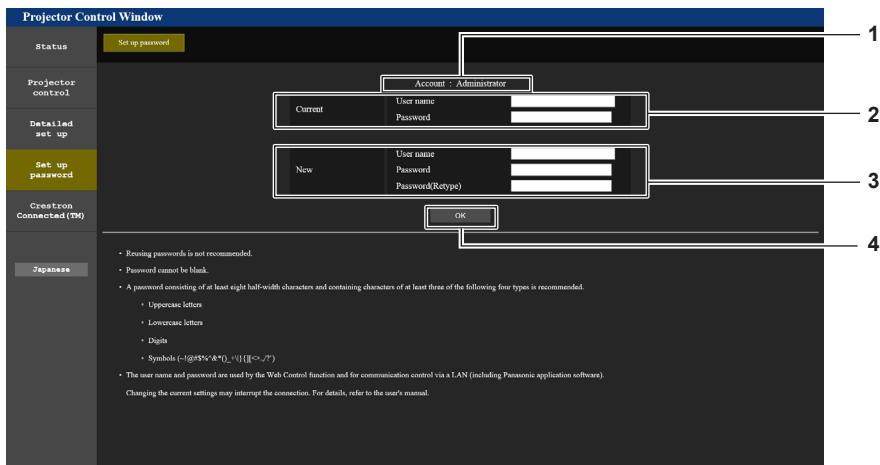 Projector Control Window
Status
Set up password
1
Projector
control
Account : Administrator
Current
User name
Password
2
Detailed
set up
Set up
password
New
User name
Password
Password(Retype)
3
Crestron
Connected(TM)
OK
4
Japanese
• Reusing passwords is not recommended.
• Password cannot be blank.
• A password consisting of at least eight half-width characters and containing characters of at least three of the following four types is recommended.
• Uppercase letters
• Lowercase letters
• Digits
• Symbols (~!@#$%^&*()_+\|}{][<>../?`)
• The user name and password are used by the Web Control function and for communication control via a LAN (including Panasonic application software).
Changing the current settings may interrupt the connection. For details, refer to the user's manual.